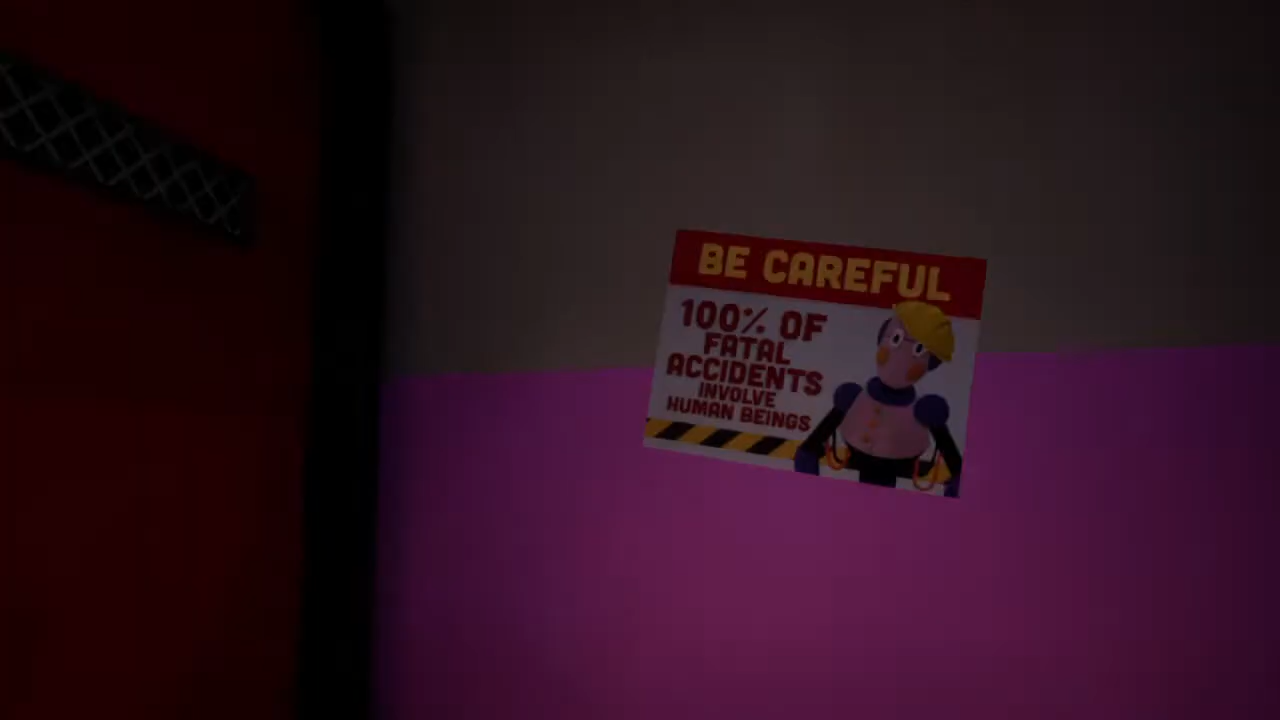 BE CAREFUL
100% OF
FATAL
ACCIDENTS
INVOLVE
HUMAN BEINGS